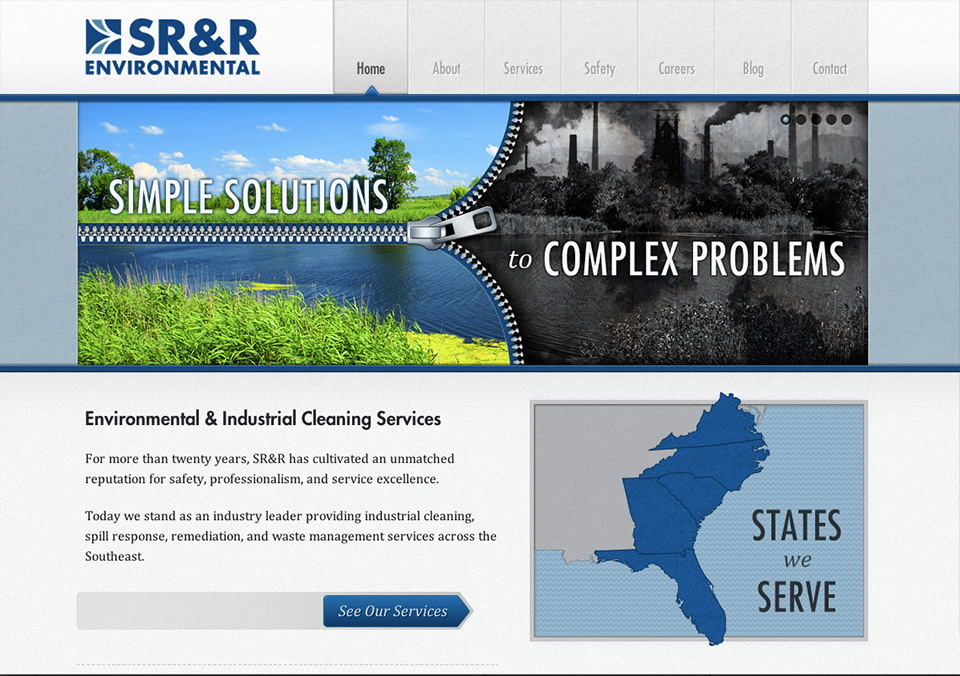 SR&R
ENVIRONMENTAL
Home
About
Services
Safety
Careers
Blog
Contact
SIMPLE SOLUTIONS
to COMPLEX PROBLEMS
Environmental & Industrial Cleaning Services
For more than twenty years, SR&R has cultivated an unmatched
reputation for safety, professionalism, and service excellence.
Today we stand as an industry leader providing industrial cleaning,
spill response, remediation, and waste management services across the
Southeast.
See Our Services
STATES
we
SERVE